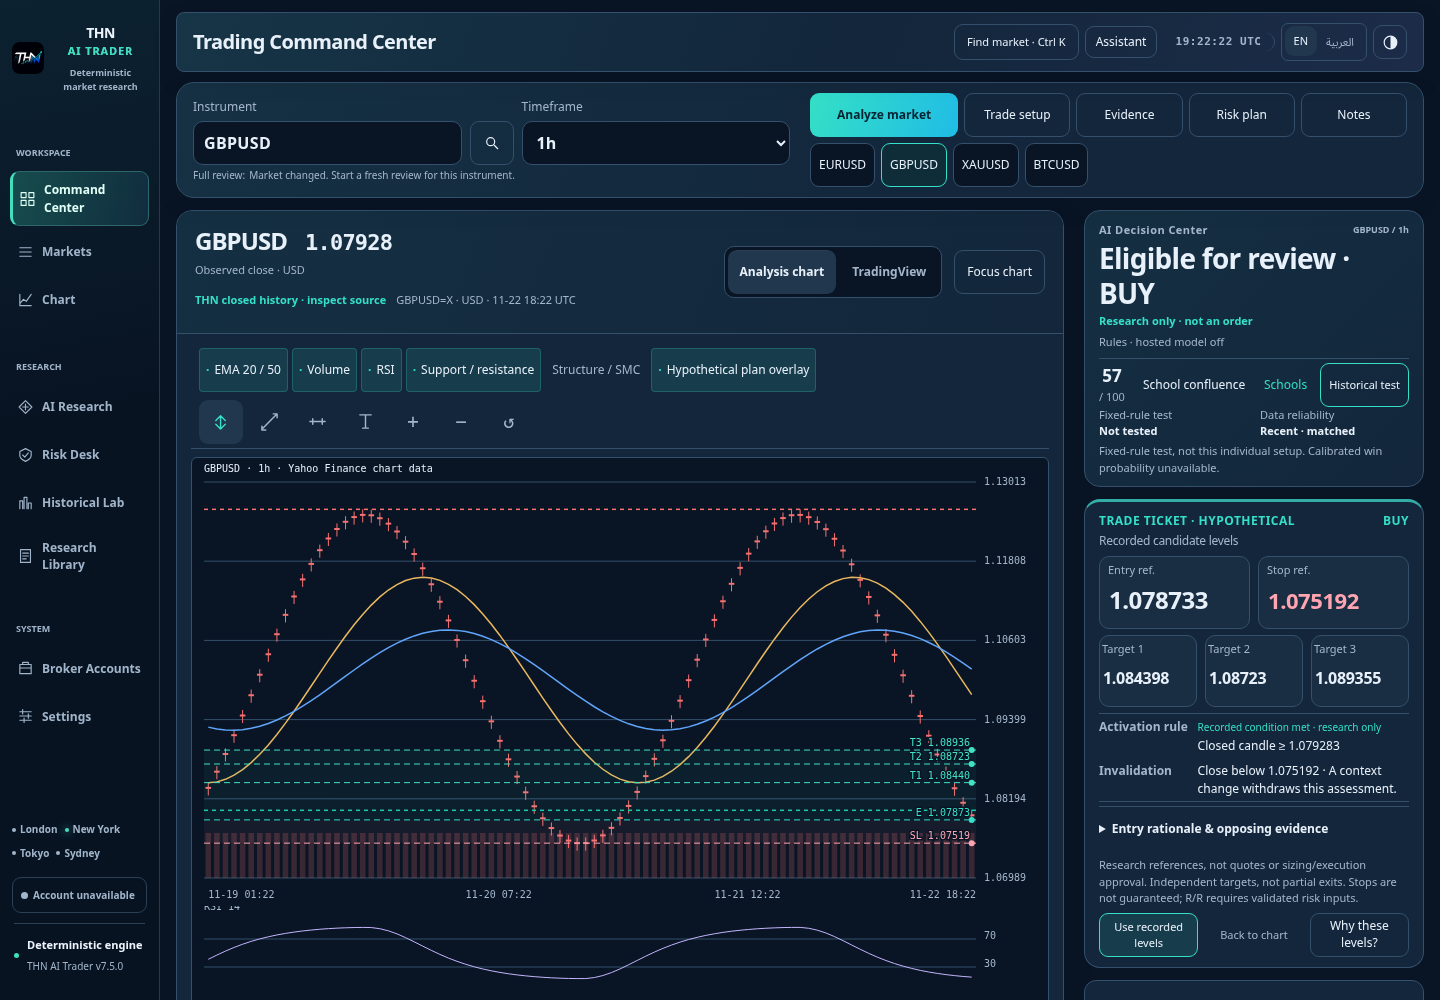 THN
AI TRADER
Deterministic
market research
WORKSPACE
Command
Center
Markets
Chart
RESEARCH
AI Research
Risk Desk
Historical Lab
Research
Library
SYSTEM
Broker Accounts
Settings
London New York
Tokyo Sydney
Account unavailable
Deterministic engine
THN AI Trader v7.5.0
Trading Command Center
Find market · Ctrl K
Assistant
19:22:22 UTC
EN
العربية
Instrument
Timeframe
GBPUSD
1h
Full review: Market changed. Start a fresh review for this instrument.
Analyze market
Trade setup
Evidence
Risk plan
Notes
EURUSD
GBPUSD
XAUUSD
BTCUSD
GBPUSD 1.07928
Observed close · USD
THN closed history · inspect source GBPUSD=X · USD · 11-22 18:22 UTC
Analysis chart
TradingView
Focus chart
· EMA 20 / 50
· Volume
· RSI
· Support / resistance
Structure / SMC
· Hypothetical plan overlay
GBPUSD · 1h · Yahoo Finance chart data
1.13013
1.11808
1.10603
1.09399
T3 1.08936
T2 1.08723
T1 1.08440
1.08194
E 1.07873
SL 1.07519
1.06989
11-19 01:22
11-20 07:22
11-21 12:22
11-22 18:22
RSI 14
70
30
AI Decision Center
GBPUSD / 1h
Eligible for review ·
BUY
Research only · not an order
Rules · hosted model off
57
/ 100
School confluence
Schools
Historical test
Fixed-rule test
Data reliability
Not tested
Recent · matched
Fixed-rule test, not this individual setup. Calibrated win
probability unavailable.
TRADE TICKET · HYPOTHETICAL
BUY
Recorded candidate levels
Entry ref.
1.078733
Stop ref.
1.075192
Target 1
1.084398
Target 2
1.08723
Target 3
1.089355
Activation rule Recorded condition met · research only
Closed candle ≥ 1.079283
Invalidation Close below 1.075192 · A context
change withdraws this assessment.
Entry rationale & opposing evidence
Research references, not quotes or sizing/execution
approval. Independent targets, not partial exits. Stops are
not guaranteed; R/R requires validated risk inputs.
Use recorded
levels
Back to chart
Why these
levels?